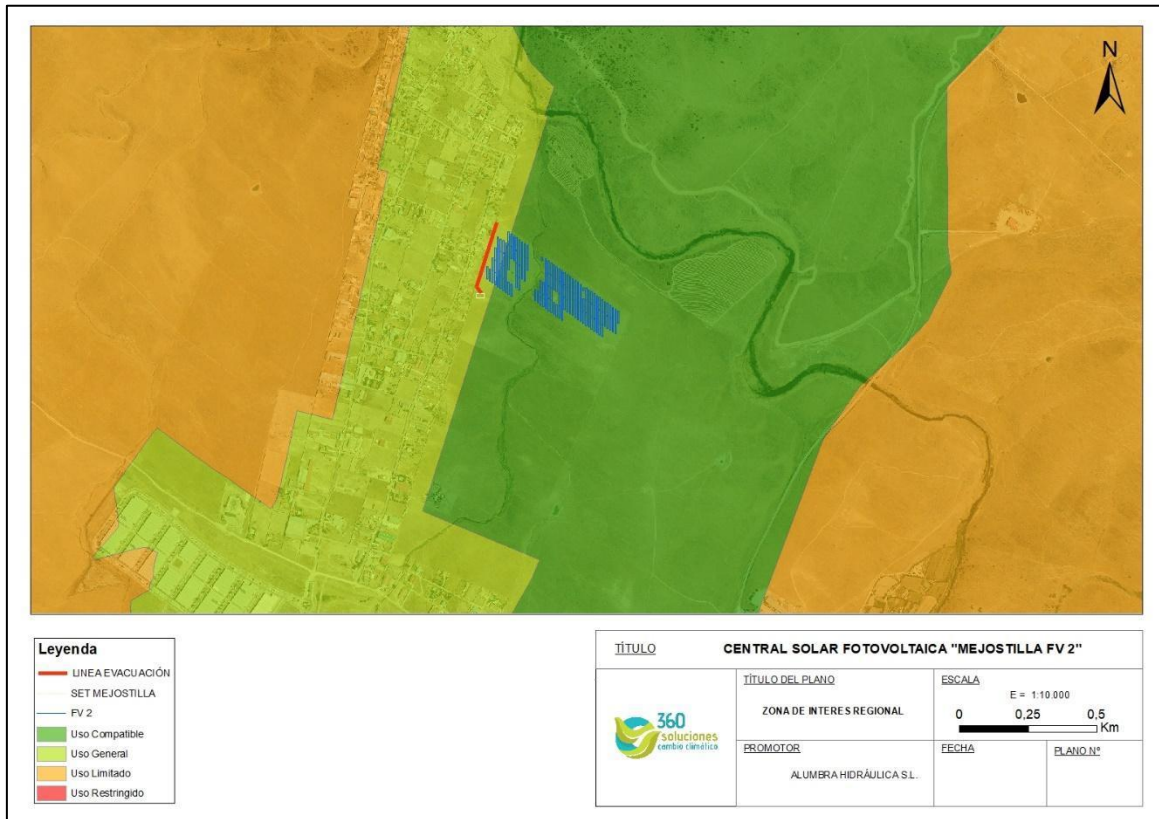 N
Leyenda
LINEA EVACUACIÓN
SET MEJOSTILLA
FV 2
Uso Compatible
Uso General
Uso Limitado
Uso Restringido
TÍTULO
CENTRAL SOLAR FOTOVOLTAICA "MEJOSTILLA FV 2"
360
soluciones
cambio climático
TÍTULO DEL PLANO
ZONA DE INTERES REGIONAL
ESCALA
E = 1:10.000
0 0,25 0,5
Km
PROMOTOR
ALUMBRA HIDRÁULICA S.L.
FECHA
PLANO Nº